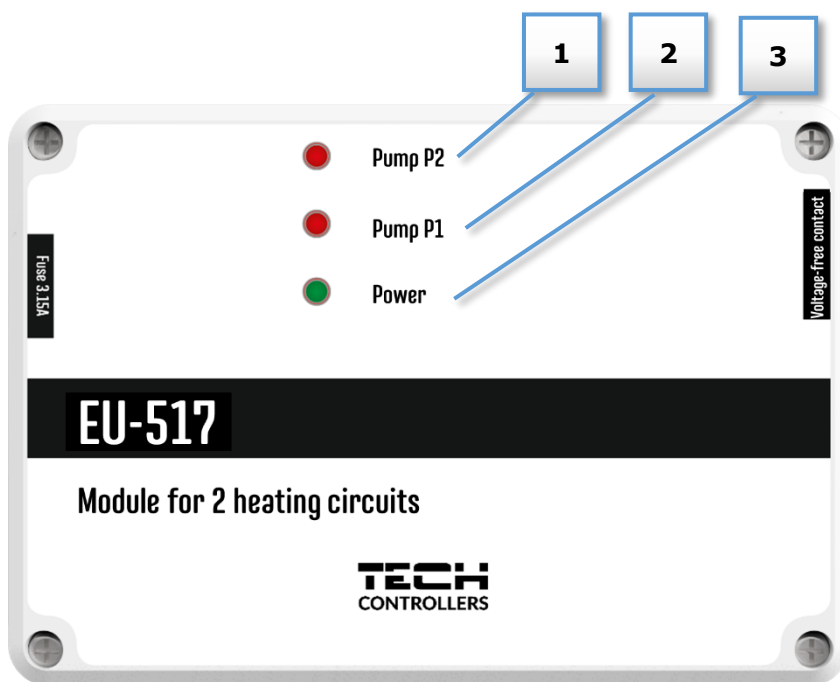 1
2
3
Pump P2
Pump P1
Power
Fuse 3.15A
Voltage-free contact
EU-517
Module for 2 heating circuits
TECH
CONTROLLERS